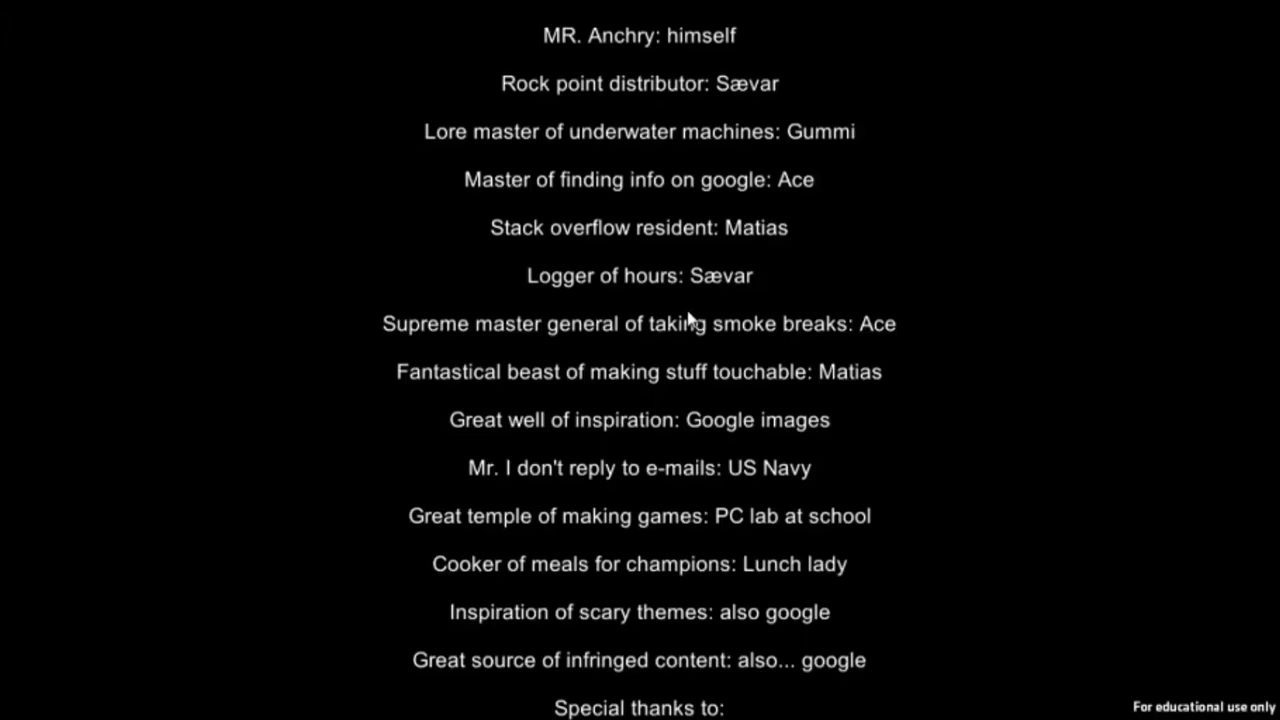 MR. Anchry: himself
Rock point distributor: Sævar
Lore master of underwater machines: Gummi
Master of finding info on google: Ace
Stack overflow resident: Matias
Logger of hours: Sævar
Supreme master general of taking smoke breaks: Ace
Fantastical beast of making stuff touchable: Matias
Great well of inspiration: Google images
Mr. I don't reply to e-mails: US Navy
Great temple of making games: PC lab at school
Cooker of meals for champions: Lunch lady
Inspiration of scary themes: also google
Great source of infringed content: also... google
Special thanks to:
For educational use only